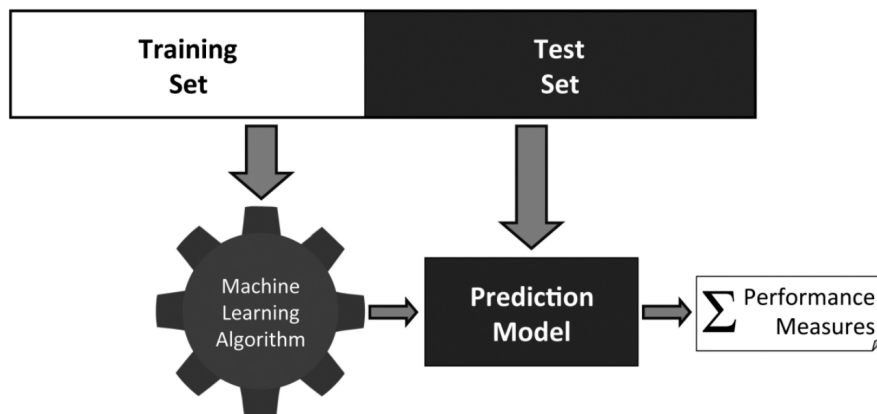 Training
Set
Test
Set
Machine
Learning
Algorithm
Prediction
Model
∑ Performance
Measures